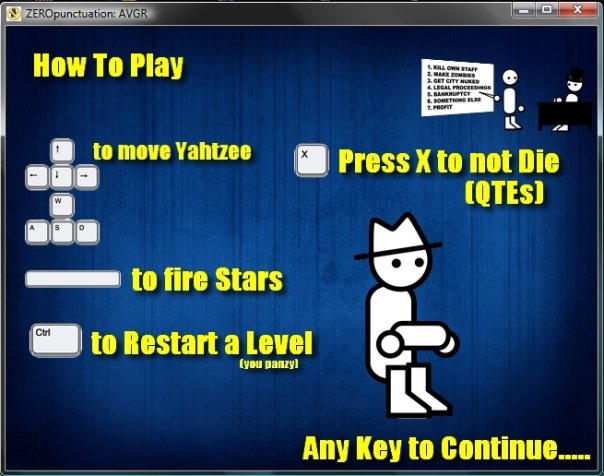 ZEROpunctuation: AVGR
How To Play
1. KILL OWN STAFF
2. MAKE ZOMBIES
3. GET CITY NUKED
4. LEGAL PROCEEDINGS
5. BANKRUPTCY
6. SOMETHING ELSE
7. PROFIT
↑
← ↓ →
to move Yahtzee
W
A S D
X
Press X to not Die
(QTEs)
to fire Stars
Ctrl
to Restart a Level
(you panzy)
Any Key to Continue.....